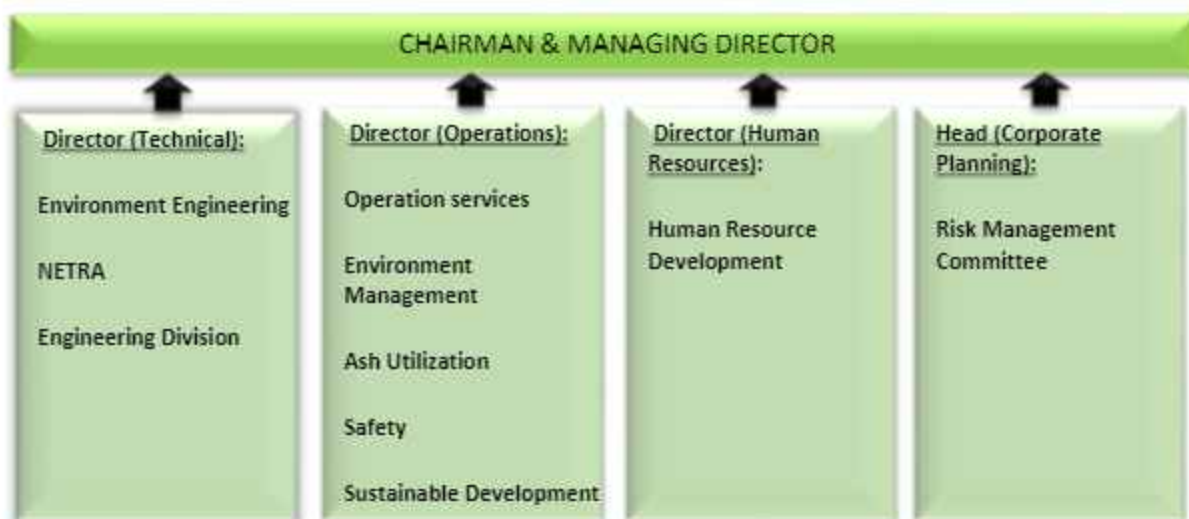 CHAIRMAN & MANAGING DIRECTOR
Director (Technical):
Environment Engineering
NETRA
Engineering Division
Director (Operations):
Operation services
Environment
Management
Ash Utilization
Safety
Sustainable Development
Director (Human
Resources):
Human Resource
Development
Head (Corporate
Planning):
Risk Management
Committee